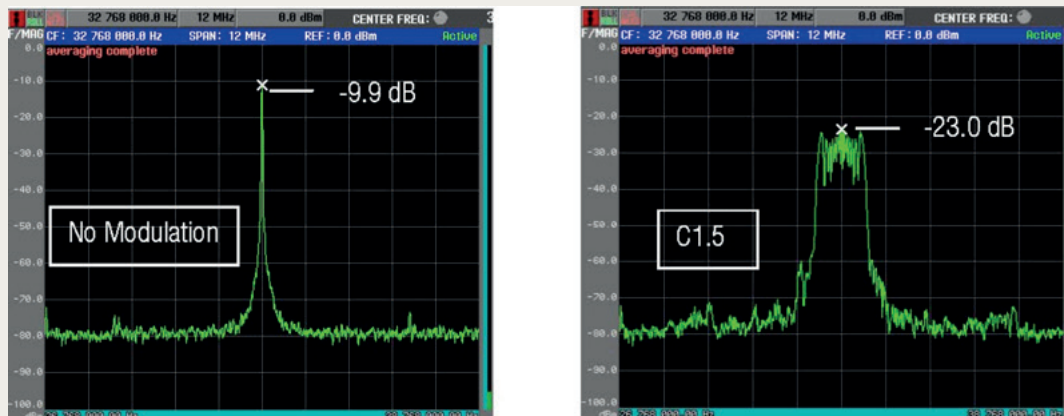 32 768 000.0 Hz 12 MHz 0.0 dBm CENTER FREQ:
F/MAG CF: 32 768 000.0 Hz SPAN: 12 MHz REF: 0.0 dBm Active
averaging complete
-10.0
-20.0
-30.0
-40.0
-50.0
-60.0
-70.0
-80.0
-90.0
-100.0
-9.9 dB
No Modulation
32 768 000.0 Hz 12 MHz 0.0 dBm CENTER FREQ:
F/MAG CF: 32 768 000.0 Hz SPAN: 12 MHz REF: 0.0 dBm Active
0.0
averaging complete
-10.0
-20.0
-30.0
-40.0
-50.0
-60.0
-70.0
-80.0
-90.0
-100.0
-23.0 dB
C1.5